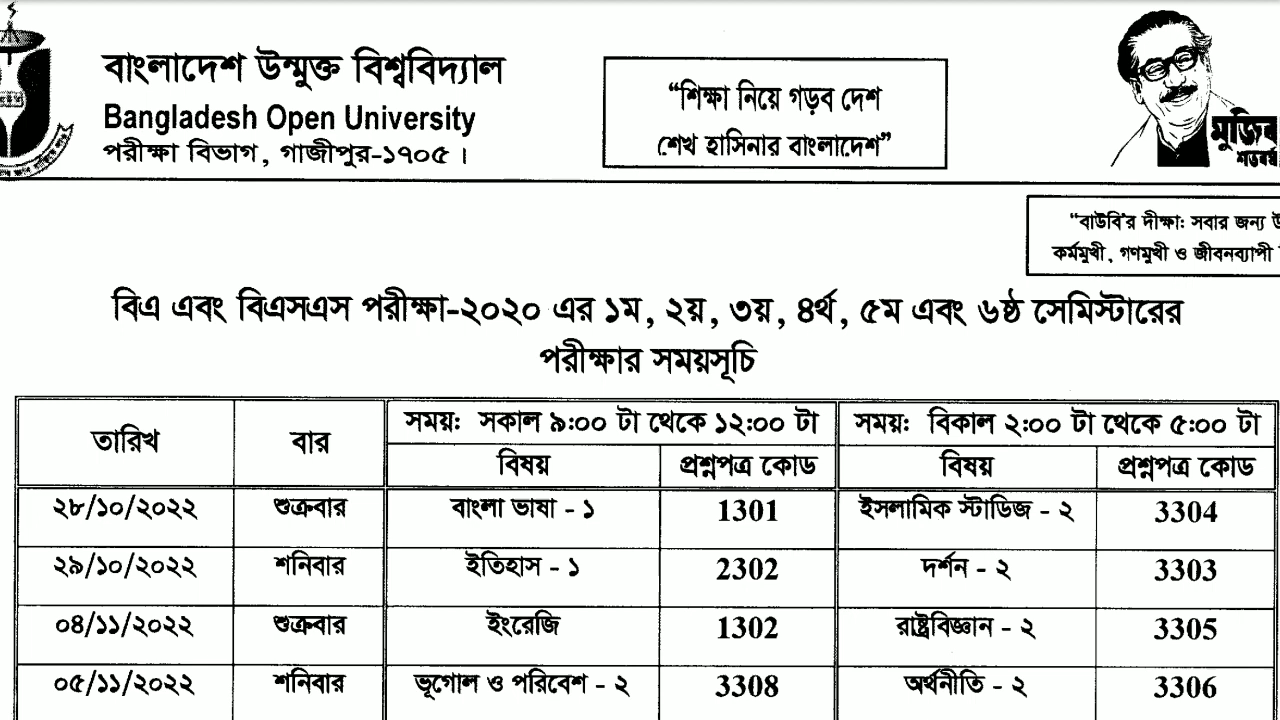 বাংলাদেশ উন্মুক্ত বিশ্ববিদ্যাল
Bangladesh Open University
পরীক্ষা বিভাগ, গাজীপুর-১৭০৫।
“শিক্ষা নিয়ে গড়ব দেশ
শেখ হাসিনার বাংলাদেশ”
মুজিব
শতবর্ষ
“বাউবি’র দীক্ষা: সবার জন্য উ
কর্মমুখী, গণমুখী ও জীবনব্যাপী
বিএ এবং বিএসএস পরীক্ষা-২০২০ এর ১ম, ২য়, ৩য়, ৪র্থ, ৫ম এবং ৬ষ্ঠ সেমিস্টারের
পরীক্ষার সময়সূচি
তারিখ বার সময়: সকাল ৯:০০ টা থেকে ১২:০০ টা সময়: বিকাল ২:০০ টা থেকে ৫:০০ টা
বিষয় প্রশ্নপত্র কোড বিষয় প্রশ্নপত্র কোড
২৮/১০/২০২২ শুক্রবার বাংলা ভাষা - ১ 1301 ইসলামিক স্টাডিজ - ২ 3304
২৯/১০/২০২২ শনিবার ইতিহাস - ১ 2302 দর্শন - ২ 3303
০৪/১১/২০২২ শুক্রবার ইংরেজি 1302 রাষ্ট্রবিজ্ঞান - ২ 3305
০৫/১১/২০২২ শনিবার ভূগোল ও পরিবেশ - ২ 3308 অর্থনীতি - ২ 3306